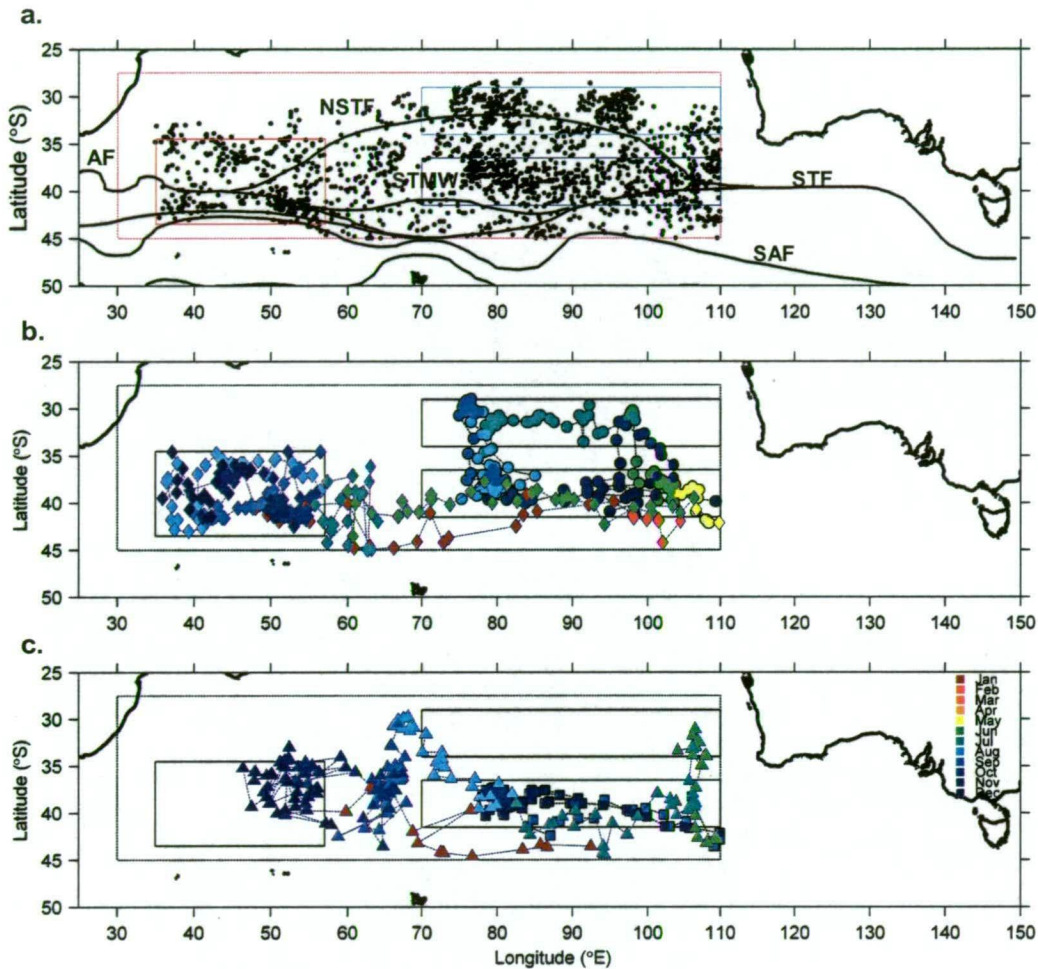 a.
25
30
35
40
45
50
Latitude (°S)
NSTF
AF
STMW
STF
SAF
30 40 50 60 70 80 90 100 110 120 130 140 150
b.
25
30
35
40
45
50
Latitude (°S)
30 40 50 60 70 80 90 100 110 120 130 140 150
c.
25
30
35
40
45
50
Latitude (°S)
Jan
Feb
Mar
Apr
May
Jun
Jul
Aug
Sep
Oct
Nov
Dec
30 40 50 60 70 80 90 100 110 120 130 140 150
Longitude (°E)